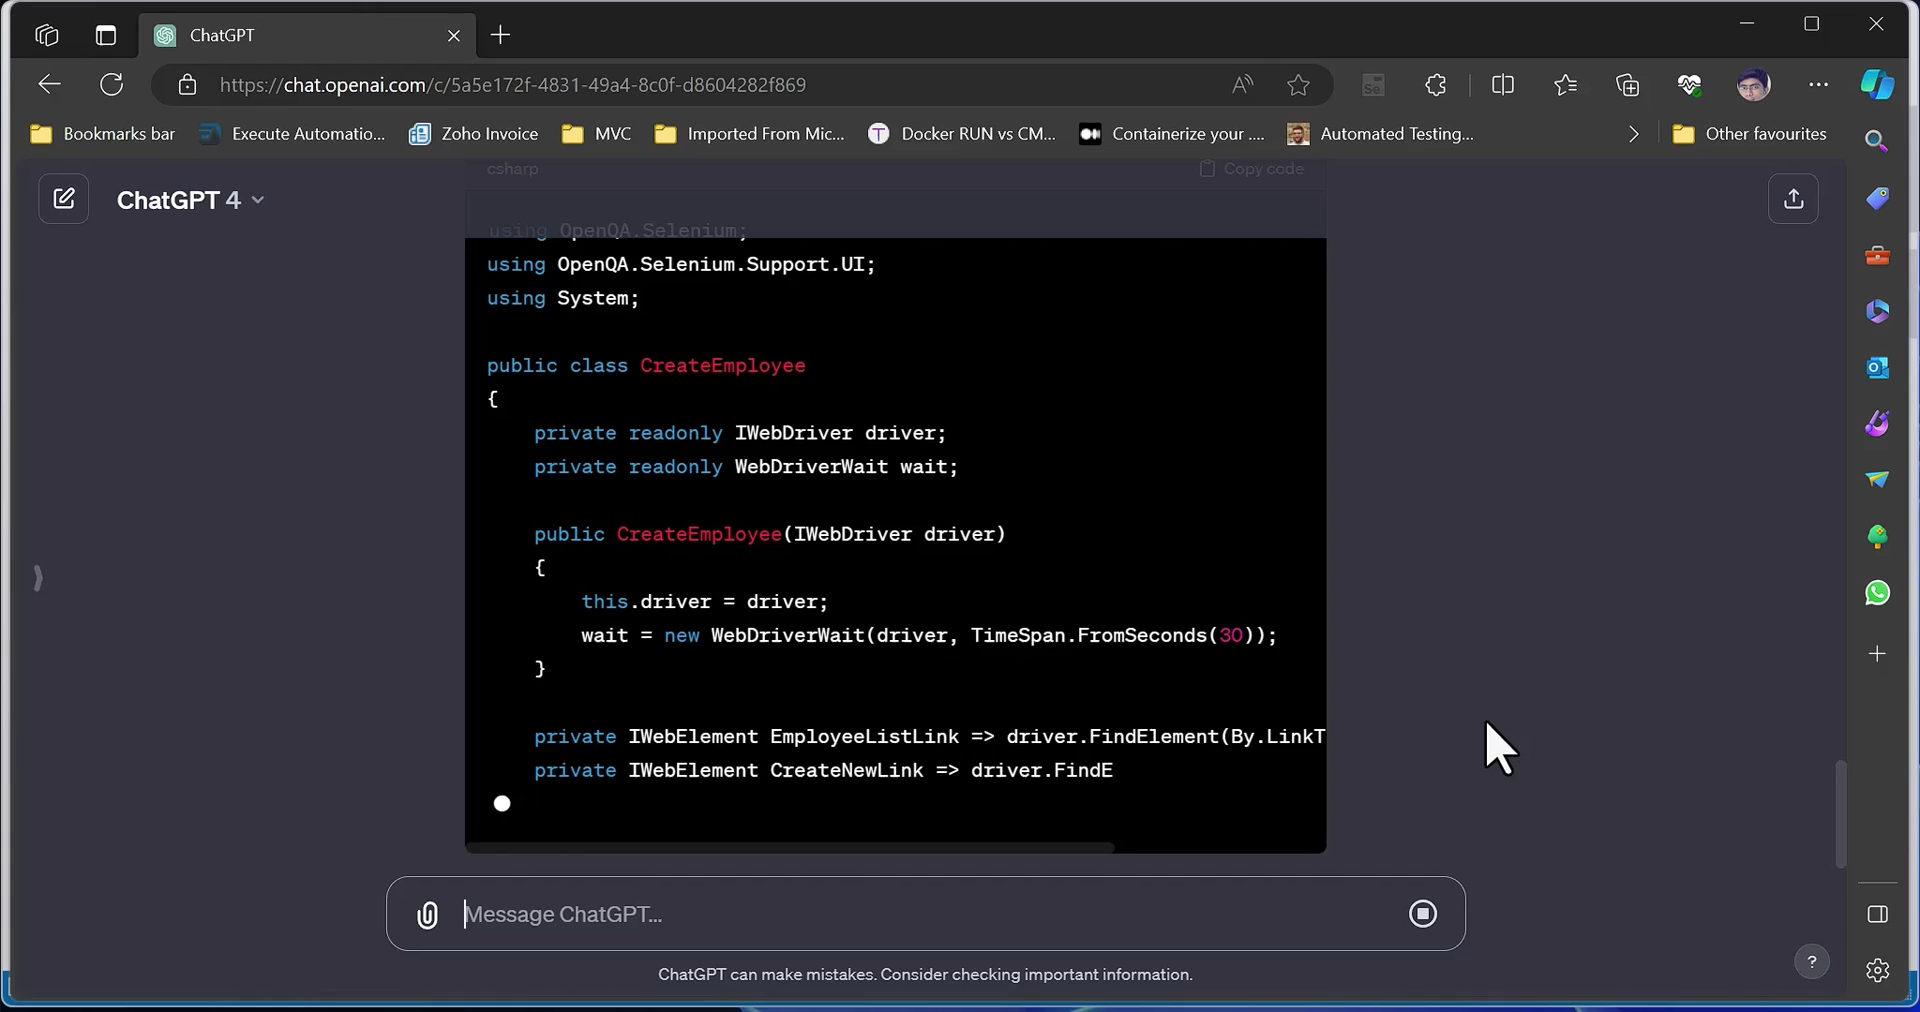 ChatGPT
https://chat.openai.com/c/5a5e172f-4831-49a4-8c0f-d8604282f869
Bookmarks bar
Execute Automatio...
Zoho Invoice
MVC
Imported From Mic...
Docker RUN vs CM...
Containerize your ....
Automated Testing...
Other favourites
ChatGPT 4
csharp
Copy code
using OpenQA.Selenium;
using OpenQA.Selenium.Support.UI;
using System;
public class CreateEmployee
{
private readonly IWebDriver driver;
private readonly WebDriverWait wait;
public CreateEmployee(IWebDriver driver)
{
this.driver = driver;
wait = new WebDriverWait(driver, TimeSpan.FromSeconds(30));
}
private IWebElement EmployeeListLink => driver.FindElement(By.LinkT
private IWebElement CreateNewLink => driver.FindE
Message ChatGPT...
ChatGPT can make mistakes. Consider checking important information.
?